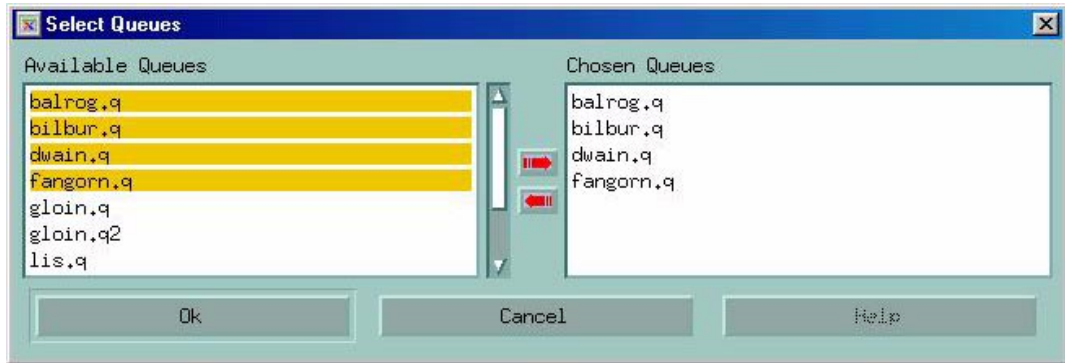 Select Queues
Available Queues
balrog.q
bilbur.q
dwain.q
fangorn.q
gloin.q
gloin.q2
lis.q
Chosen Queues
balrog.q
bilbur.q
dwain.q
fangorn.q
Ok
Cancel
Help